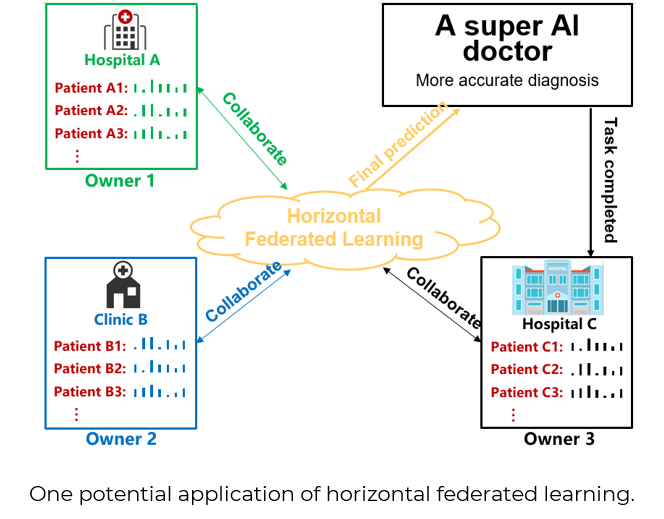 Hospital A
Patient A1:
Patient A2:
Patient A3:
Owner 1
Collaborate
A super AI
doctor
More accurate diagnosis
Final prediction
Task completed
Horizontal
Federated Learning
Clinic B
Patient B1:
Patient B2:
Patient B3:
Owner 2
Collaborate
Collaborate
HOSPITAL
Hospital C
Patient C1:
Patient C2:
Patient C3:
Owner 3
One potential application of horizontal federated learning.